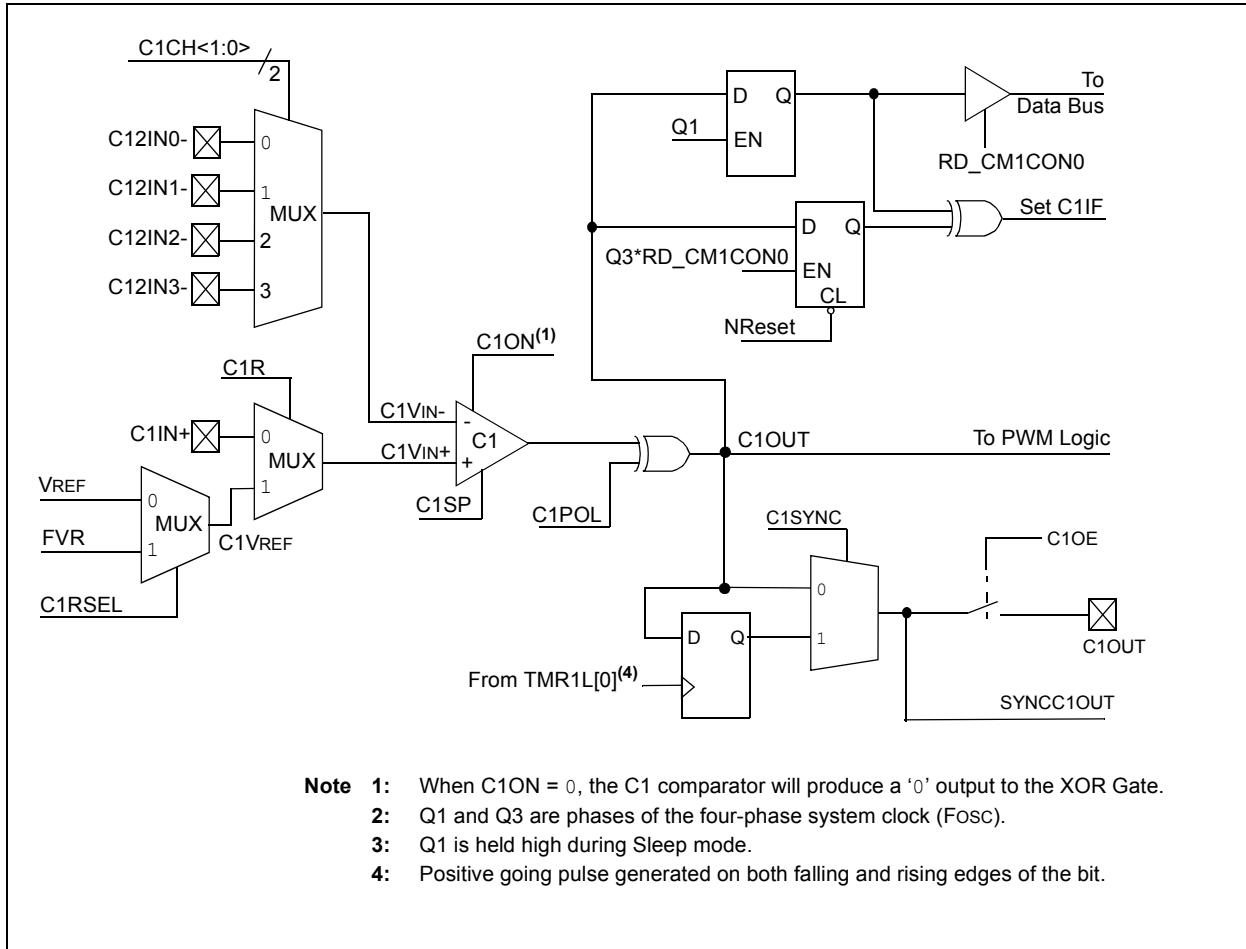 C1CH<1:0>
2
C12IN0-
0
C12IN1-
1
MUX
C12IN2-
2
C12IN3-
3
D Q
Q1
EN
To
Data Bus
RD_CM1CON0
D Q
Set C1IF
Q3*RD_CM1CON0
EN
CL
NReset
C1ON(1)
C1R
C1IN+
0
MUX
1
VREF
0
MUX
FVR
1
C1VREF
C1RSEL
C1VIN-
-
C1
C1VIN+
+
C1SP
C1POL
C1OUT
To PWM Logic
C1SYNC
C1OE
0
1
D Q
From TMR1L[0](4)
C1OUT
SYNCC1OUT
Note 1: When C1ON = 0, the C1 comparator will produce a ‘0’ output to the XOR Gate.
2: Q1 and Q3 are phases of the four-phase system clock (FOSC).
3: Q1 is held high during Sleep mode.
4: Positive going pulse generated on both falling and rising edges of the bit.